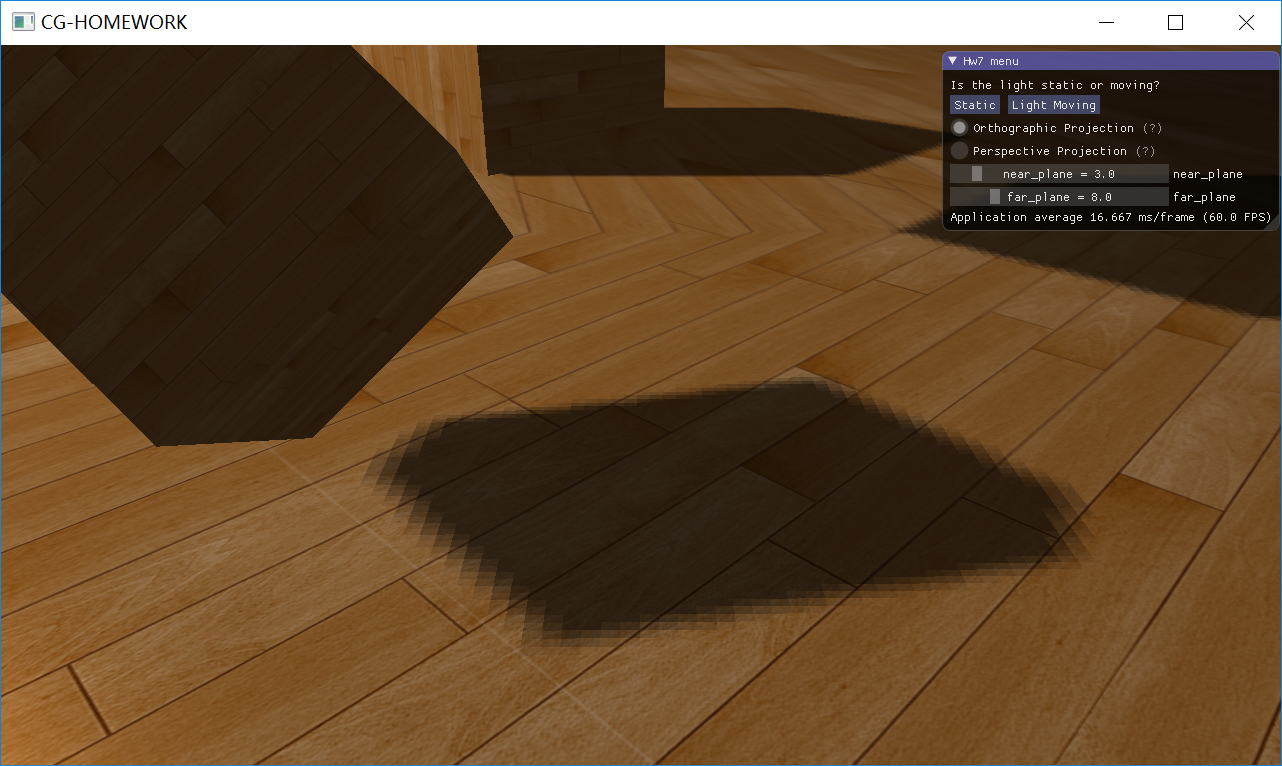 CG-HOMEWORK
Hw7 menu
Is the light static or moving?
Static Light Moving
Orthographic Projection (?)
Perspective Projection (?)
near_plane = 3.0 near_plane
far_plane = 8.0 far_plane
Application average 16.667 ms/frame (60.0 FPS)